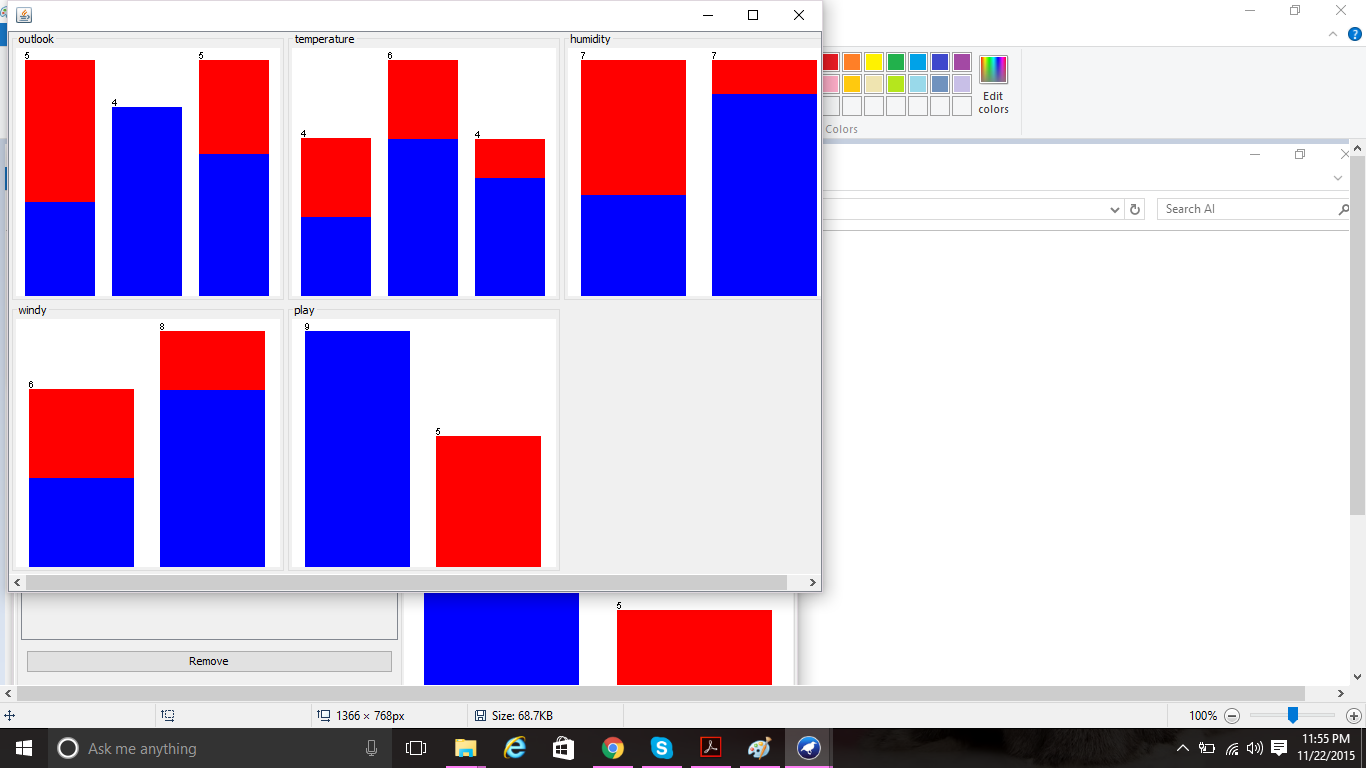 outlook
temperature
humidity
5
4
5
4
6
4
7
7
windy
play
6
8
9
5
Edit
colors
Colors
Search AI
5
Remove
1366 × 768px
Size: 68.7KB
100%
Ask me anything
11:55 PM
11/22/2015